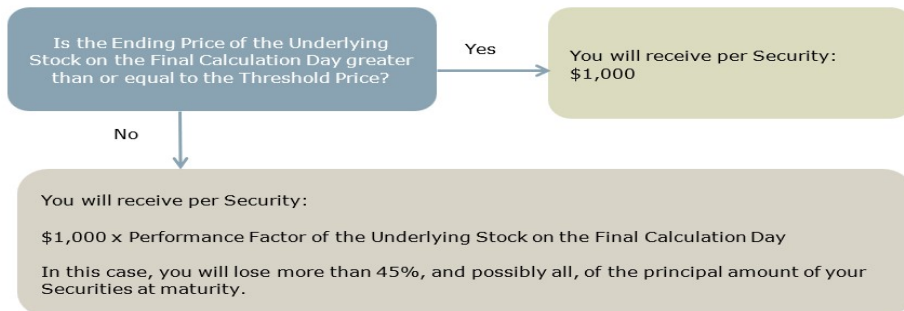 Is the Ending Price of the Underlying
Stock on the Final Calculation Day greater
than or equal to the Threshold Price?
Yes
You will receive per Security:
$1,000
No
You will receive per Security:
$1,000 x Performance Factor of the Underlying Stock on the Final Calculation Day
In this case, you will lose more than 45%, and possibly all, of the principal amount of your
Securities at maturity.